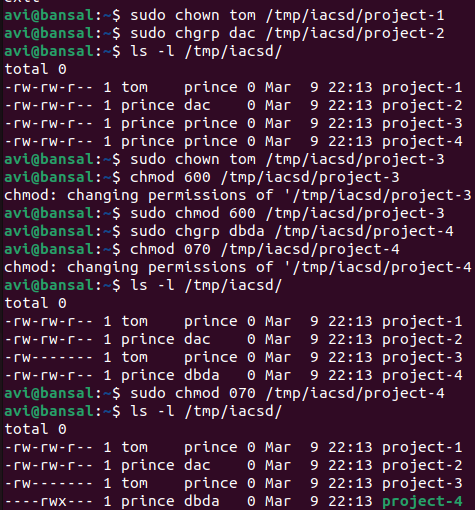 exit
avi@bansal:~$ sudo chown tom /tmp/iacsd/project-1
avi@bansal:~$ sudo chgrp dac /tmp/iacsd/project-2
avi@bansal:~$ ls -l /tmp/iacsd/
total 0
-rw-rw-r-- 1 tom    prince 0 Mar  9 22:13 project-1
-rw-rw-r-- 1 prince dac    0 Mar  9 22:13 project-2
-rw-rw-r-- 1 prince prince 0 Mar  9 22:13 project-3
-rw-rw-r-- 1 prince prince 0 Mar  9 22:13 project-4
avi@bansal:~$ sudo chown tom /tmp/iacsd/project-3
avi@bansal:~$ chmod 600 /tmp/iacsd/project-3
chmod: changing permissions of '/tmp/iacsd/project-3
avi@bansal:~$ sudo chmod 600 /tmp/iacsd/project-3
avi@bansal:~$ sudo chgrp dbda /tmp/iacsd/project-4
avi@bansal:~$ chmod 070 /tmp/iacsd/project-4
chmod: changing permissions of '/tmp/iacsd/project-4
avi@bansal:~$ ls -l /tmp/iacsd/
total 0
-rw-rw-r-- 1 tom    prince 0 Mar  9 22:13 project-1
-rw-rw-r-- 1 prince dac    0 Mar  9 22:13 project-2
-rw------- 1 tom    prince 0 Mar  9 22:13 project-3
-rw-rw-r-- 1 prince dbda   0 Mar  9 22:13 project-4
avi@bansal:~$ sudo chmod 070 /tmp/iacsd/project-4
avi@bansal:~$ ls -l /tmp/iacsd/
total 0
-rw-rw-r-- 1 tom    prince 0 Mar  9 22:13 project-1
-rw-rw-r-- 1 prince dac    0 Mar  9 22:13 project-2
-rw------- 1 tom    prince 0 Mar  9 22:13 project-3
----rwx--- 1 prince dbda   0 Mar  9 22:13 project-4